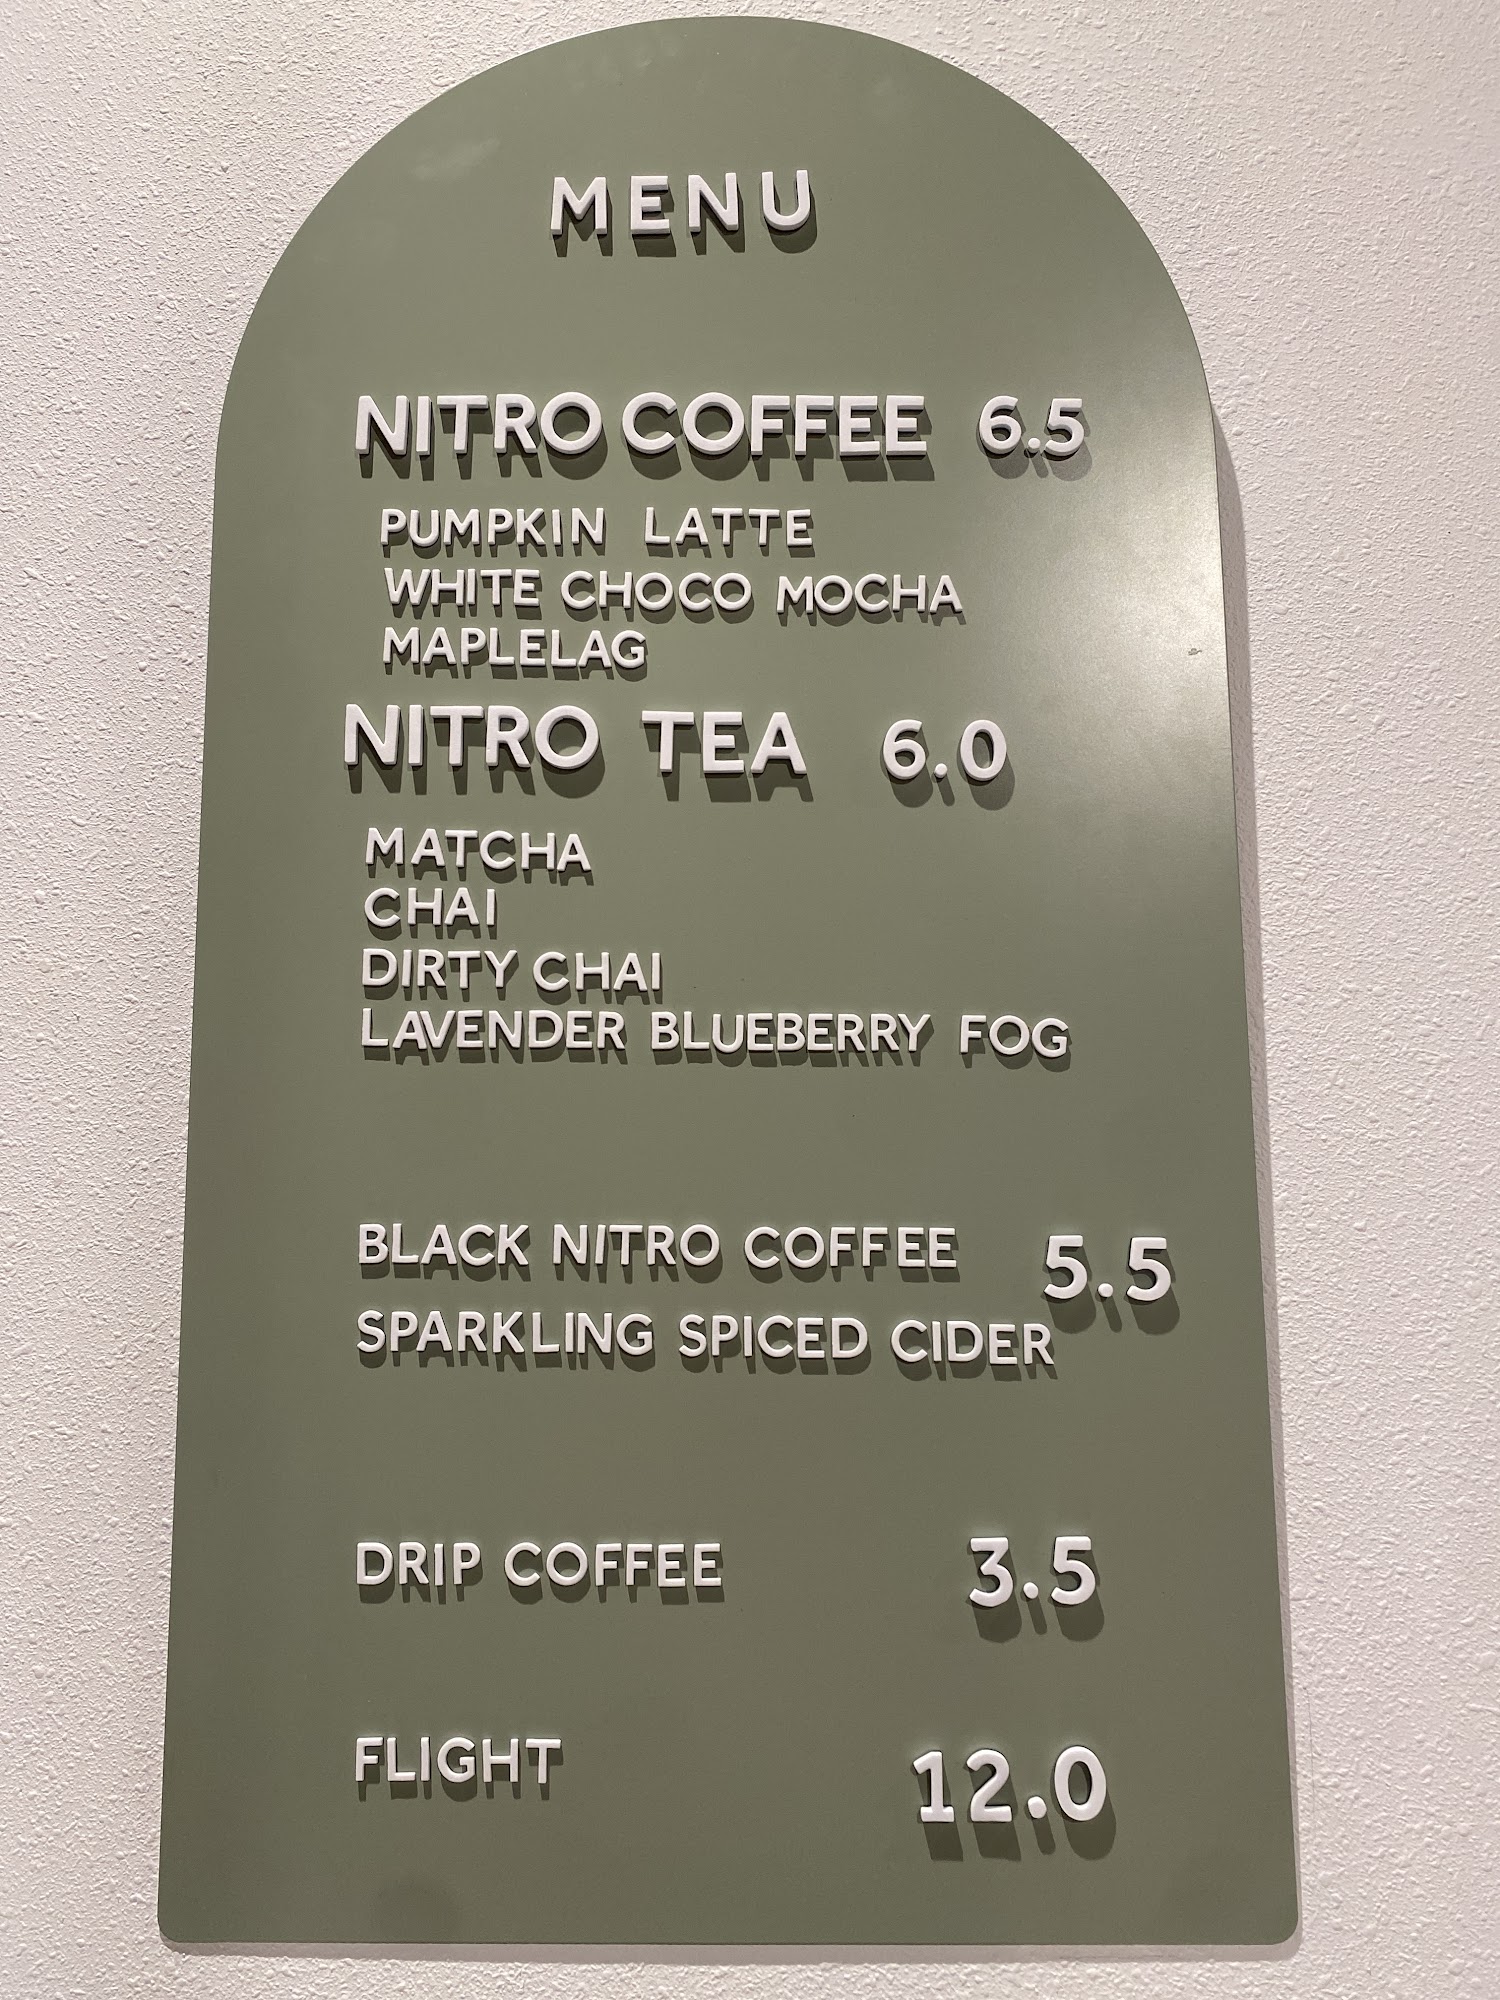 MENU
NITRO COFFEE 6.5
PUMPKIN LATTE
WHITE CHOCO MOCHA
MAPLELAG
NITRO TEA 6.0
MATCHA
CHAI
DIRTY CHAI
LAVENDER BLUEBERRY FOG
BLACK NITRO COFFEE 5.5
SPARKLING SPICED CIDER
DRIP COFFEE 3.5
FLIGHT 12.0